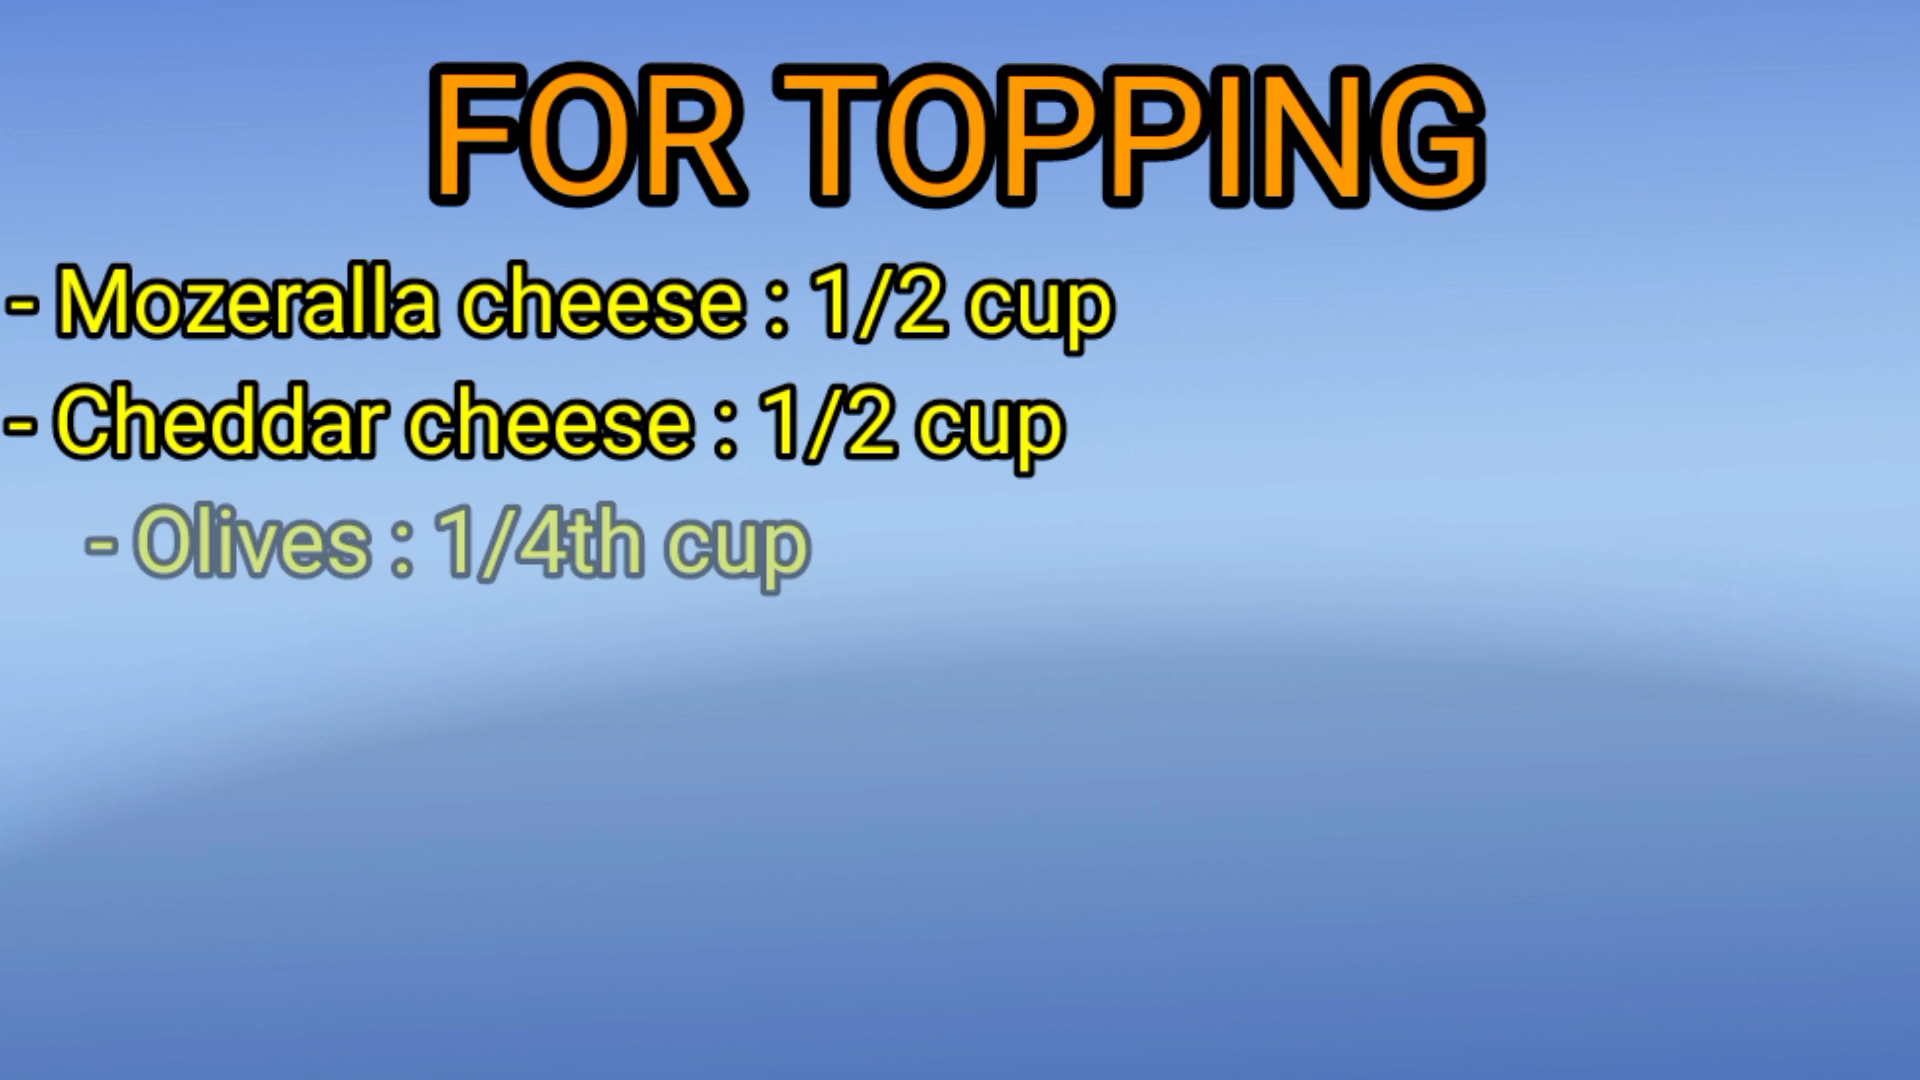 FOR TOPPING
- Mozeralla cheese : 1/2 cup
- Cheddar cheese : 1/2 cup
- Olives : 1/4th cup